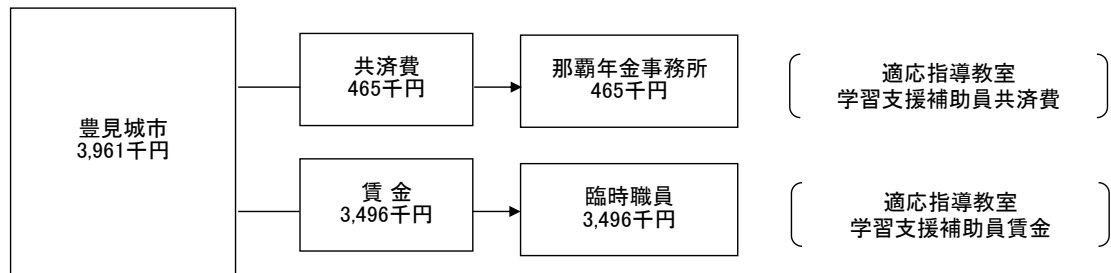 豊見城市
3,961千円
共済費
465千円
那覇年金事務所
465千円
適応指導教室
学習支援補助員共済費
賃 金
3,496千円
臨時職員
3,496千円
適応指導教室
学習支援補助員賃金